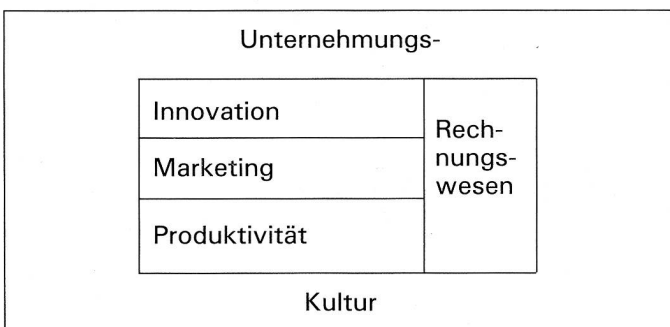 Unternehmungs-
Innovation
Marketing
Produktivität
Rech-
nungs-
wesen
Kultur